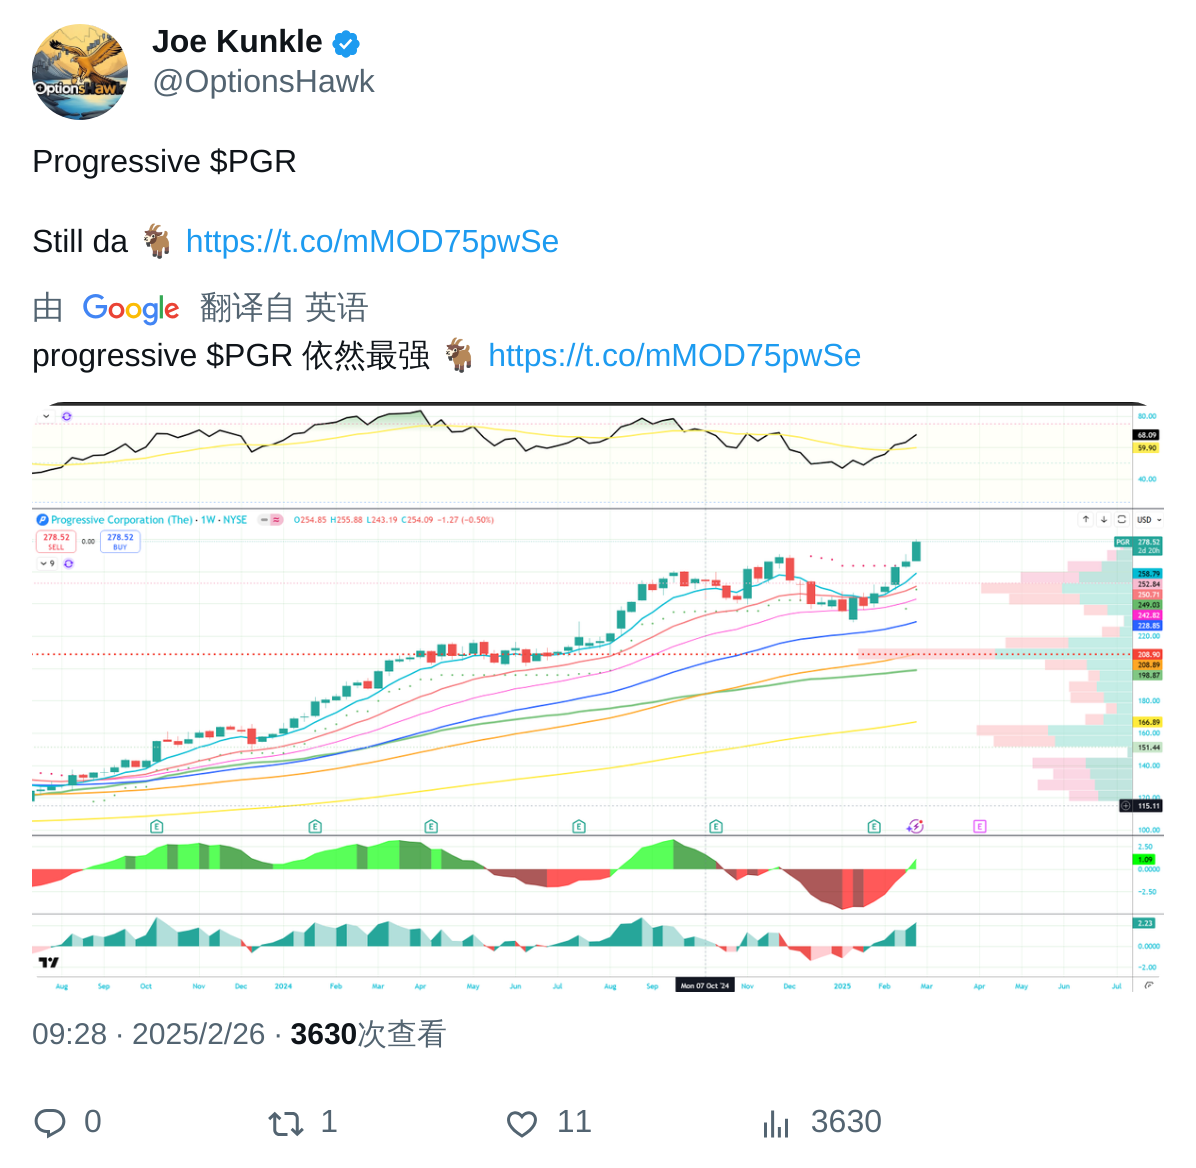 Joe Kunkle
@OptionsHawk
Progressive $PGR
Still da 🐐 https://t.co/mMOD75pwSe
由 Google 翻译自 英语
progressive $PGR 依然最强 🐐 https://t.co/mMOD75pwSe
80.00
68.09
59.90
40.00
Progressive Corporation (The) · 1W · NYSE O254.85 H255.88 L243.19 C254.09 −1.27 (−0.50%)
USD
278.52 SELL 0.00 278.52 BUY
9
PGR 278.52
2d 20h
258.79
252.84
250.71
249.03
242.82
228.85
220.00
208.90
208.89
198.87
180.00
166.89
160.00
151.44
140.00
120.00
115.11
100.00
E E E E E E E
2.50
1.09
0.0000
−2.50
2.23
0.0000
−2.00
Aug Sep Oct Nov Dec 2024 Feb Mar Apr May Jun Jul Aug Sep Mon 07 Oct '24 Nov Dec 2025 Feb Mar Apr May Jun Jul
09:28 · 2025/2/26 · 3630次查看
0 1 11 3630